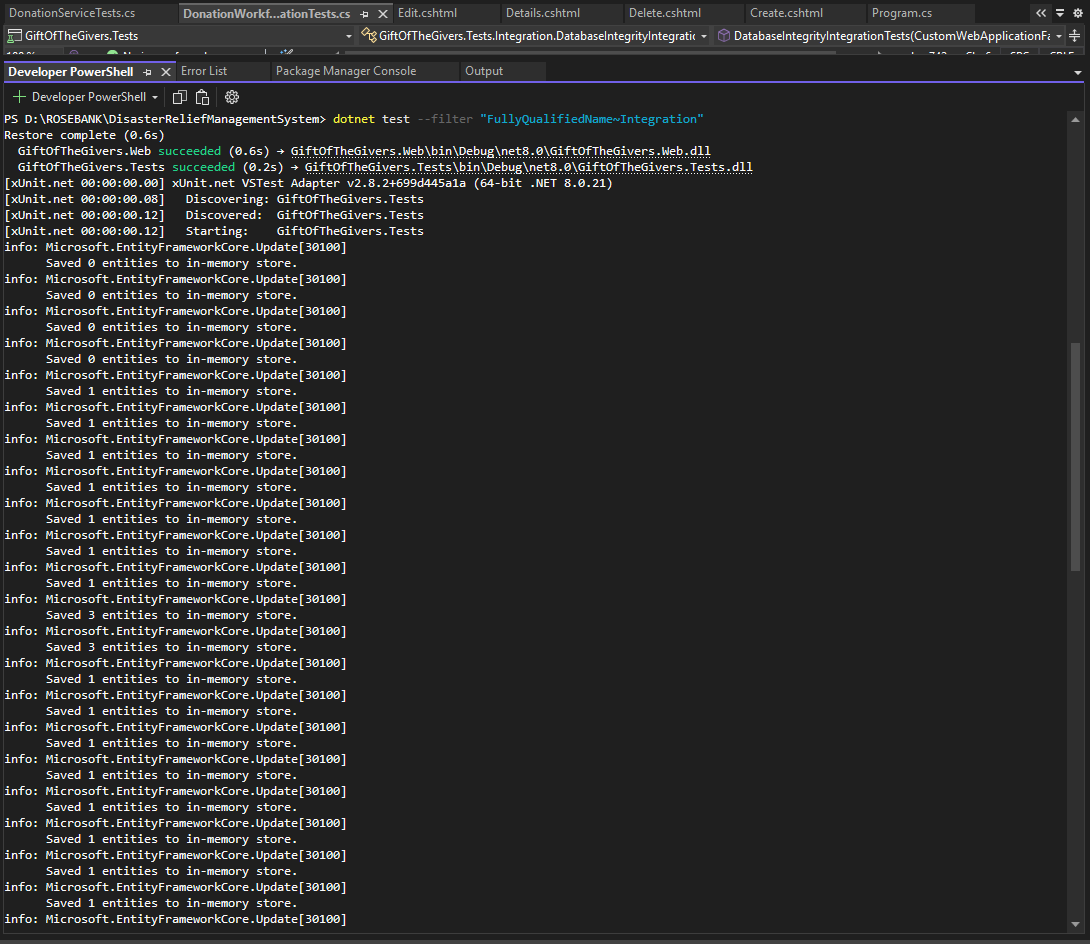 DonationServiceTests.cs DonationWorkf...ationTests.cs Edit.cshtml Details.cshtml Delete.cshtml Create.cshtml Program.cs
GiftOfTheGivers.Tests GiftOfTheGivers.Tests.Integration.DatabaseIntegrityIntegratic DatabaseIntegrityIntegrationTests(CustomWebApplicationFa
Developer PowerShell Error List Package Manager Console Output
Developer PowerShell
PS D:\ROSEBANK\DisasterReliefManagementSystem> dotnet test --filter "FullyQualifiedName~Integration"
Restore complete (0.6s)
GiftOfTheGivers.Web succeeded (0.6s) → GiftOfTheGivers.Web\bin\Debug\net8.0\GiftOfTheGivers.Web.dll
GiftOfTheGivers.Tests succeeded (0.2s) → GiftOfTheGivers.Tests\bin\Debug\net8.0\GiftOfTheGivers.Tests.dll
[xUnit.net 00:00:00.00] xUnit.net VSTest Adapter v2.8.2+699d445a1a (64-bit .NET 8.0.21)
[xUnit.net 00:00:00.08] Discovering: GiftOfTheGivers.Tests
[xUnit.net 00:00:00.12] Discovered: GiftOfTheGivers.Tests
[xUnit.net 00:00:00.12] Starting: GiftOfTheGivers.Tests
info: Microsoft.EntityFrameworkCore.Update[30100]
Saved 0 entities to in-memory store.
info: Microsoft.EntityFrameworkCore.Update[30100]
Saved 0 entities to in-memory store.
info: Microsoft.EntityFrameworkCore.Update[30100]
Saved 0 entities to in-memory store.
info: Microsoft.EntityFrameworkCore.Update[30100]
Saved 0 entities to in-memory store.
info: Microsoft.EntityFrameworkCore.Update[30100]
Saved 1 entities to in-memory store.
info: Microsoft.EntityFrameworkCore.Update[30100]
Saved 1 entities to in-memory store.
info: Microsoft.EntityFrameworkCore.Update[30100]
Saved 1 entities to in-memory store.
info: Microsoft.EntityFrameworkCore.Update[30100]
Saved 1 entities to in-memory store.
info: Microsoft.EntityFrameworkCore.Update[30100]
Saved 1 entities to in-memory store.
info: Microsoft.EntityFrameworkCore.Update[30100]
Saved 1 entities to in-memory store.
info: Microsoft.EntityFrameworkCore.Update[30100]
Saved 1 entities to in-memory store.
info: Microsoft.EntityFrameworkCore.Update[30100]
Saved 3 entities to in-memory store.
info: Microsoft.EntityFrameworkCore.Update[30100]
Saved 3 entities to in-memory store.
info: Microsoft.EntityFrameworkCore.Update[30100]
Saved 1 entities to in-memory store.
info: Microsoft.EntityFrameworkCore.Update[30100]
Saved 1 entities to in-memory store.
info: Microsoft.EntityFrameworkCore.Update[30100]
Saved 1 entities to in-memory store.
info: Microsoft.EntityFrameworkCore.Update[30100]
Saved 1 entities to in-memory store.
info: Microsoft.EntityFrameworkCore.Update[30100]
Saved 1 entities to in-memory store.
info: Microsoft.EntityFrameworkCore.Update[30100]
Saved 1 entities to in-memory store.
info: Microsoft.EntityFrameworkCore.Update[30100]
Saved 1 entities to in-memory store.
info: Microsoft.EntityFrameworkCore.Update[30100]
Saved 1 entities to in-memory store.
info: Microsoft.EntityFrameworkCore.Update[30100]